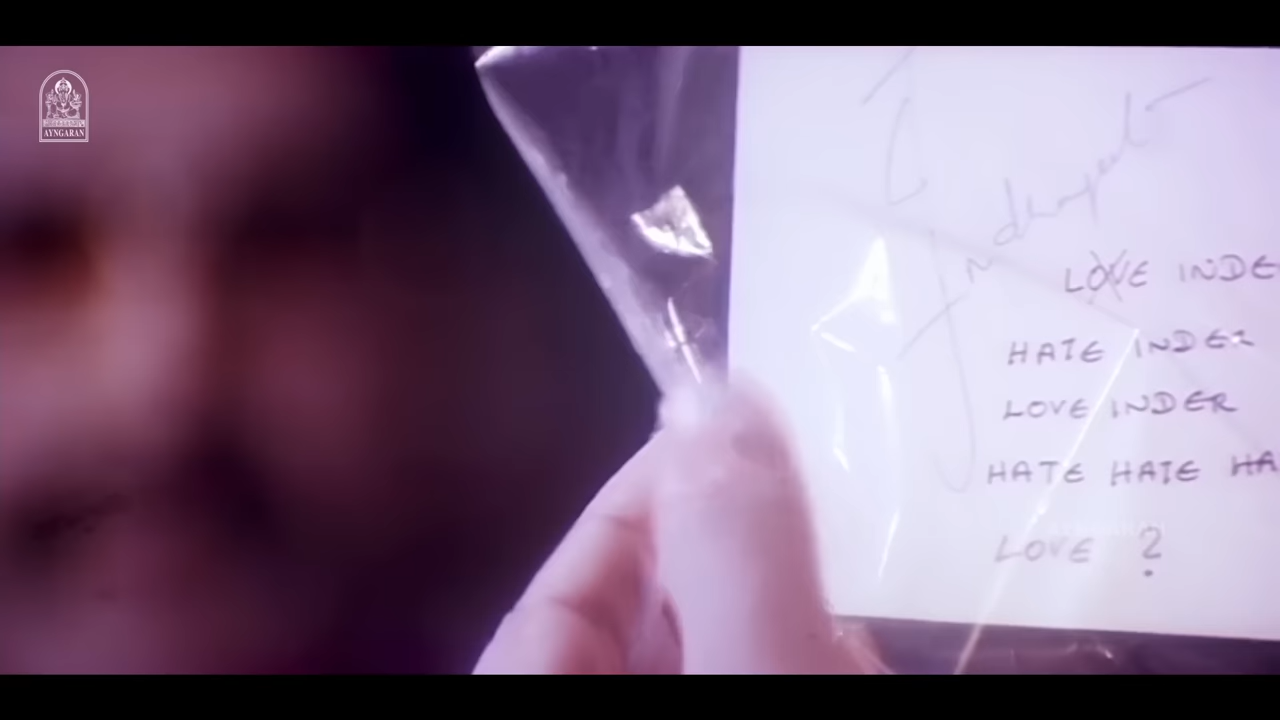 AYNGARAN
LOVE INDE
HATE INDER
LOVE INDER
HATE HATE HA
LOVE ?